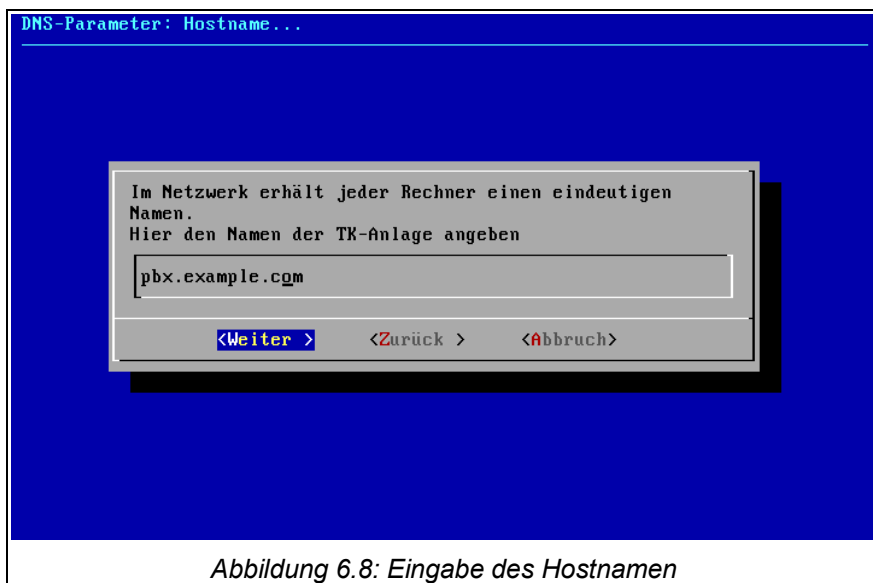 DNS-Parameter: Hostname...
Im Netzwerk erhält jeder Rechner einen eindeutigen
Namen.
Hier den Namen der TK-Anlage angeben
pbx.example.com
<Weiter > <Zurück > <Abbruch>
Abbildung 6.8: Eingabe des Hostnamen